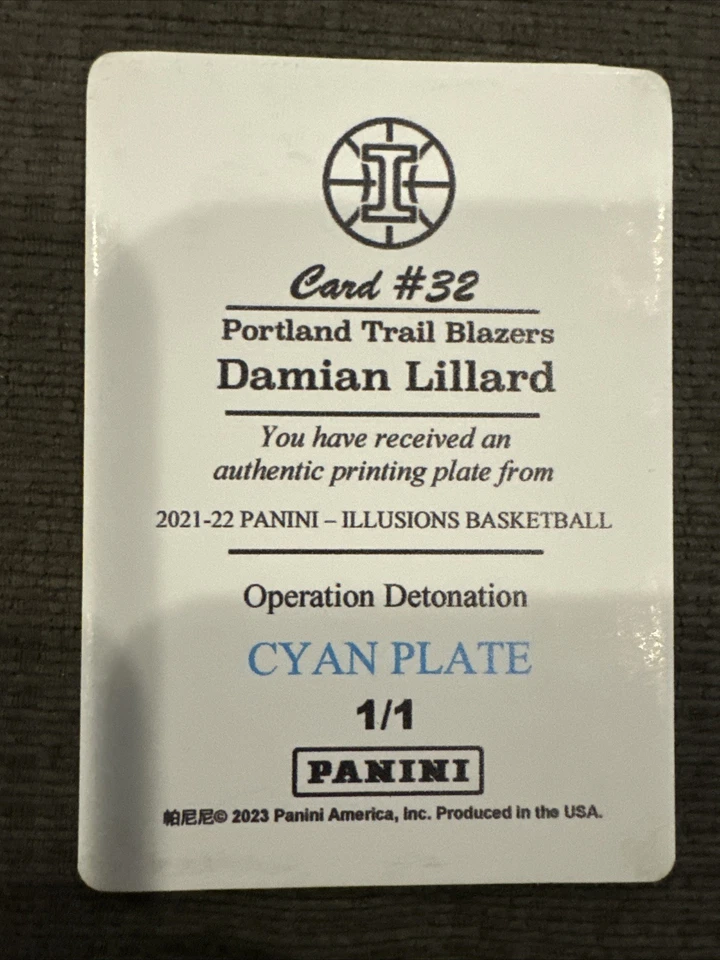 I
Card #32
Portland Trail Blazers
Damian Lillard
You have received an
authentic printing plate from
2021-22 PANINI – ILLUSIONS BASKETBALL
Operation Detonation
CYAN PLATE
1/1
PANINI
帕尼尼© 2023 Panini America, Inc. Produced in the USA.